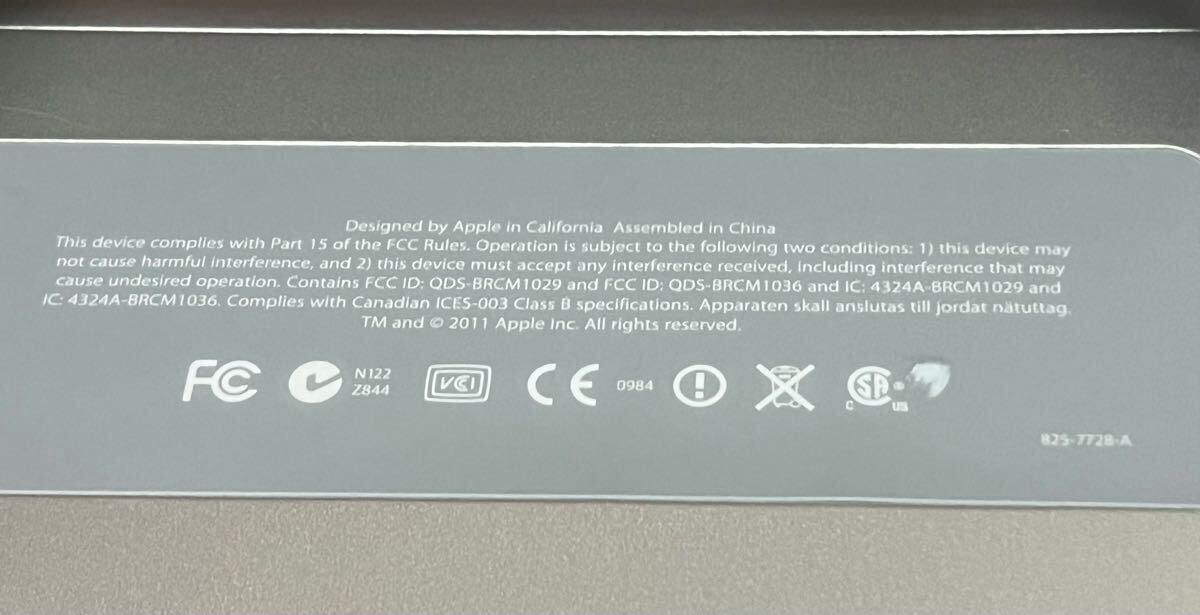 Designed by Apple in California Assembled in China
This device complies with Part 15 of the FCC Rules. Operation is subject to the following two conditions: 1) this device may
not cause harmful interference, and 2) this device must accept any interference received, including interference that may
cause undesired operation. Contains FCC ID: QDS-BRCM1029 and FCC ID: QDS-BRCM1036 and IC: 4324A-BRCM1029 and
IC: 4324A-BRCM1036. Complies with Canadian ICES-003 Class B specifications. Apparaten skall anslutas till jordat nätuttag.
TM and © 2011 Apple Inc. All rights reserved.
FC N122 VCI CE 0984 ! SA ®
Z844 C US
825-7728-A